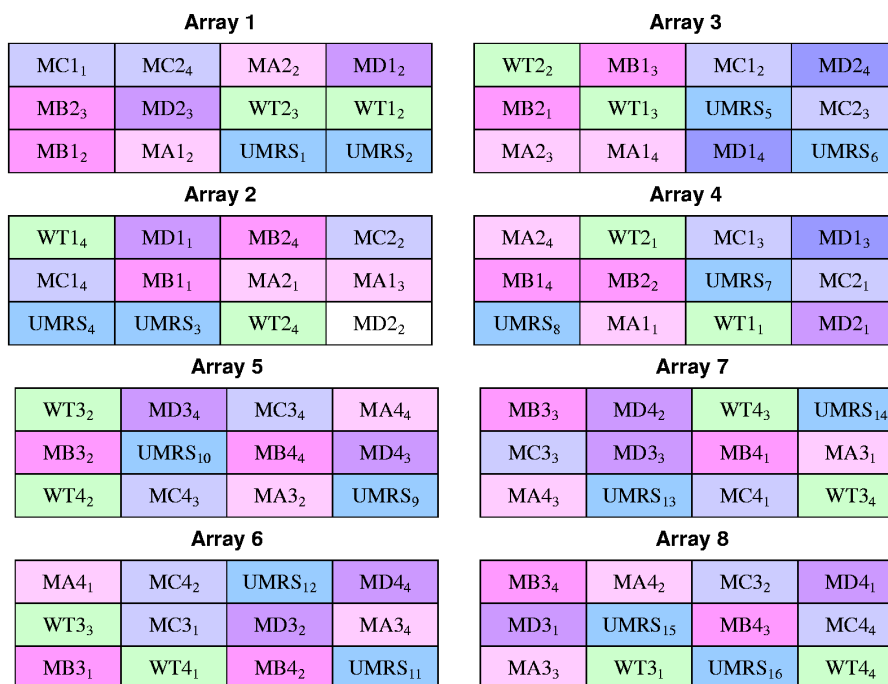 Array 1
MC1₁ MC2₄ MA2₂ MD1₂
MB2₃ MD2₃ WT2₃ WT1₂
MB1₂ MA1₂ UMRS₁ UMRS₂
Array 3
WT2₂ MB1₃ MC1₂ MD2₄
MB2₁ WT1₃ UMRS₅ MC2₃
MA2₃ MA1₄ MD1₄ UMRS₆
Array 2
WT1₄ MD1₁ MB2₄ MC2₂
MC1₄ MB1₁ MA2₁ MA1₃
UMRS₄ UMRS₃ WT2₄ MD2₂
Array 4
MA2₄ WT2₁ MC1₃ MD1₃
MB1₄ MB2₂ UMRS₇ MC2₁
UMRS₈ MA1₁ WT1₁ MD2₁
Array 5
WT3₂ MD3₄ MC3₄ MA4₄
MB3₂ UMRS₁₀ MB4₄ MD4₃
WT4₂ MC4₃ MA3₂ UMRS₉
Array 7
MB3₃ MD4₂ WT4₃ UMRS₁₄
MC3₃ MD3₃ MB4₁ MA3₁
MA4₃ UMRS₁₃ MC4₁ WT3₄
Array 6
MA4₁ MC4₂ UMRS₁₂ MD4₄
WT3₃ MC3₁ MD3₂ MA3₄
MB3₁ WT4₁ MB4₂ UMRS₁₁
Array 8
MB3₄ MA4₂ MC3₂ MD4₁
MD3₁ UMRS₁₅ MB4₃ MC4₄
MA3₃ WT3₁ UMRS₁₆ WT4₄